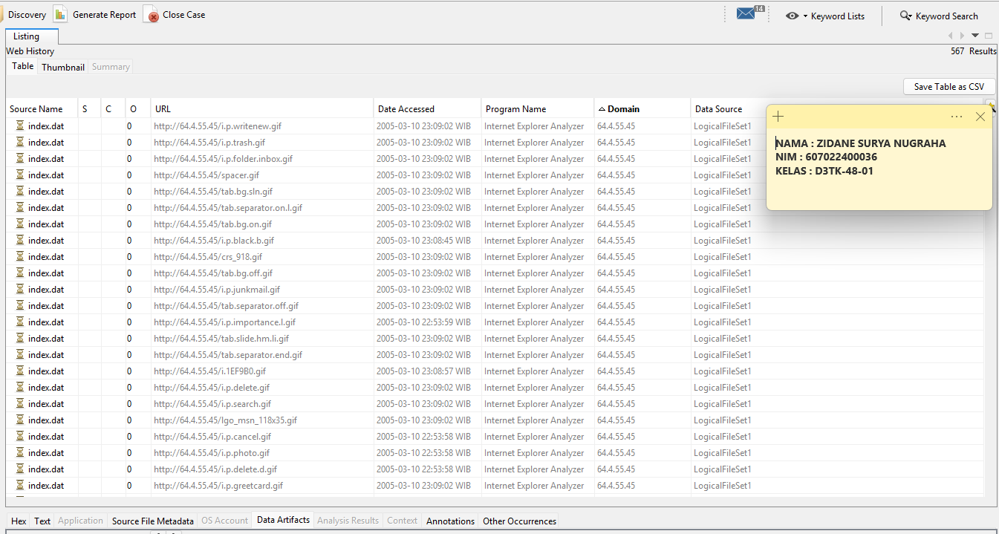 Discovery Generate Report Close Case 14 Keyword Lists Keyword Search
Listing
Web History 567 Results
Table Thumbnail Summary
Save Table as CSV
Source Name S C O URL Date Accessed Program Name Domain Data Source
index.dat 0 http://64.4.55.45/i.p.writenew.gif 2005-03-10 23:09:02 WIB Internet Explorer Analyzer 64.4.55.45 LogicalFileSet1
index.dat 0 http://64.4.55.45/i.p.trash.gif 2005-03-10 23:09:02 WIB Internet Explorer Analyzer 64.4.55.45 LogicalFileSet1
index.dat 0 http://64.4.55.45/i.p.folder.inbox.gif 2005-03-10 23:09:02 WIB Internet Explorer Analyzer 64.4.55.45 LogicalFileSet1
index.dat 0 http://64.4.55.45/spacer.gif 2005-03-10 23:09:02 WIB Internet Explorer Analyzer 64.4.55.45 LogicalFileSet1
index.dat 0 http://64.4.55.45/tab.bg.sln.gif 2005-03-10 23:09:02 WIB Internet Explorer Analyzer 64.4.55.45 LogicalFileSet1
index.dat 0 http://64.4.55.45/tab.separator.on.l.gif 2005-03-10 23:09:02 WIB Internet Explorer Analyzer 64.4.55.45 LogicalFileSet1
index.dat 0 http://64.4.55.45/tab.bg.on.gif 2005-03-10 23:09:02 WIB Internet Explorer Analyzer 64.4.55.45 LogicalFileSet1
index.dat 0 http://64.4.55.45/i.p.black.b.gif 2005-03-10 23:08:45 WIB Internet Explorer Analyzer 64.4.55.45 LogicalFileSet1
index.dat 0 http://64.4.55.45/crs_918.gif 2005-03-10 23:09:02 WIB Internet Explorer Analyzer 64.4.55.45 LogicalFileSet1
index.dat 0 http://64.4.55.45/tab.bg.off.gif 2005-03-10 23:09:02 WIB Internet Explorer Analyzer 64.4.55.45 LogicalFileSet1
index.dat 0 http://64.4.55.45/i.p.junkmail.gif 2005-03-10 23:09:02 WIB Internet Explorer Analyzer 64.4.55.45 LogicalFileSet1
index.dat 0 http://64.4.55.45/tab.separator.off.gif 2005-03-10 23:09:02 WIB Internet Explorer Analyzer 64.4.55.45 LogicalFileSet1
index.dat 0 http://64.4.55.45/i.p.importance.l.gif 2005-03-10 22:53:59 WIB Internet Explorer Analyzer 64.4.55.45 LogicalFileSet1
index.dat 0 http://64.4.55.45/tab.slide.hm.li.gif 2005-03-10 23:09:02 WIB Internet Explorer Analyzer 64.4.55.45 LogicalFileSet1
index.dat 0 http://64.4.55.45/tab.separator.end.gif 2005-03-10 23:09:02 WIB Internet Explorer Analyzer 64.4.55.45 LogicalFileSet1
index.dat 0 http://64.4.55.45/i.1EF9B0.gif 2005-03-10 23:08:57 WIB Internet Explorer Analyzer 64.4.55.45 LogicalFileSet1
index.dat 0 http://64.4.55.45/i.p.delete.gif 2005-03-10 23:09:02 WIB Internet Explorer Analyzer 64.4.55.45 LogicalFileSet1
index.dat 0 http://64.4.55.45/i.p.search.gif 2005-03-10 23:09:02 WIB Internet Explorer Analyzer 64.4.55.45 LogicalFileSet1
index.dat 0 http://64.4.55.45/lgo_msn_118x35.gif 2005-03-10 23:09:02 WIB Internet Explorer Analyzer 64.4.55.45 LogicalFileSet1
index.dat 0 http://64.4.55.45/i.p.cancel.gif 2005-03-10 22:53:58 WIB Internet Explorer Analyzer 64.4.55.45 LogicalFileSet1
index.dat 0 http://64.4.55.45/i.p.photo.gif 2005-03-10 22:53:58 WIB Internet Explorer Analyzer 64.4.55.45 LogicalFileSet1
index.dat 0 http://64.4.55.45/i.p.delete.d.gif 2005-03-10 22:53:58 WIB Internet Explorer Analyzer 64.4.55.45 LogicalFileSet1
index.dat 0 http://64.4.55.45/i.p.greetcard.gif 2005-03-10 23:09:02 WIB Internet Explorer Analyzer 64.4.55.45 LogicalFileSet1
NAMA : ZIDANE SURYA NUGRAHA
NIM : 607022400036
KELAS : D3TK-48-01
Hex Text Application Source File Metadata OS Account Data Artifacts Analysis Results Context Annotations Other Occurrences